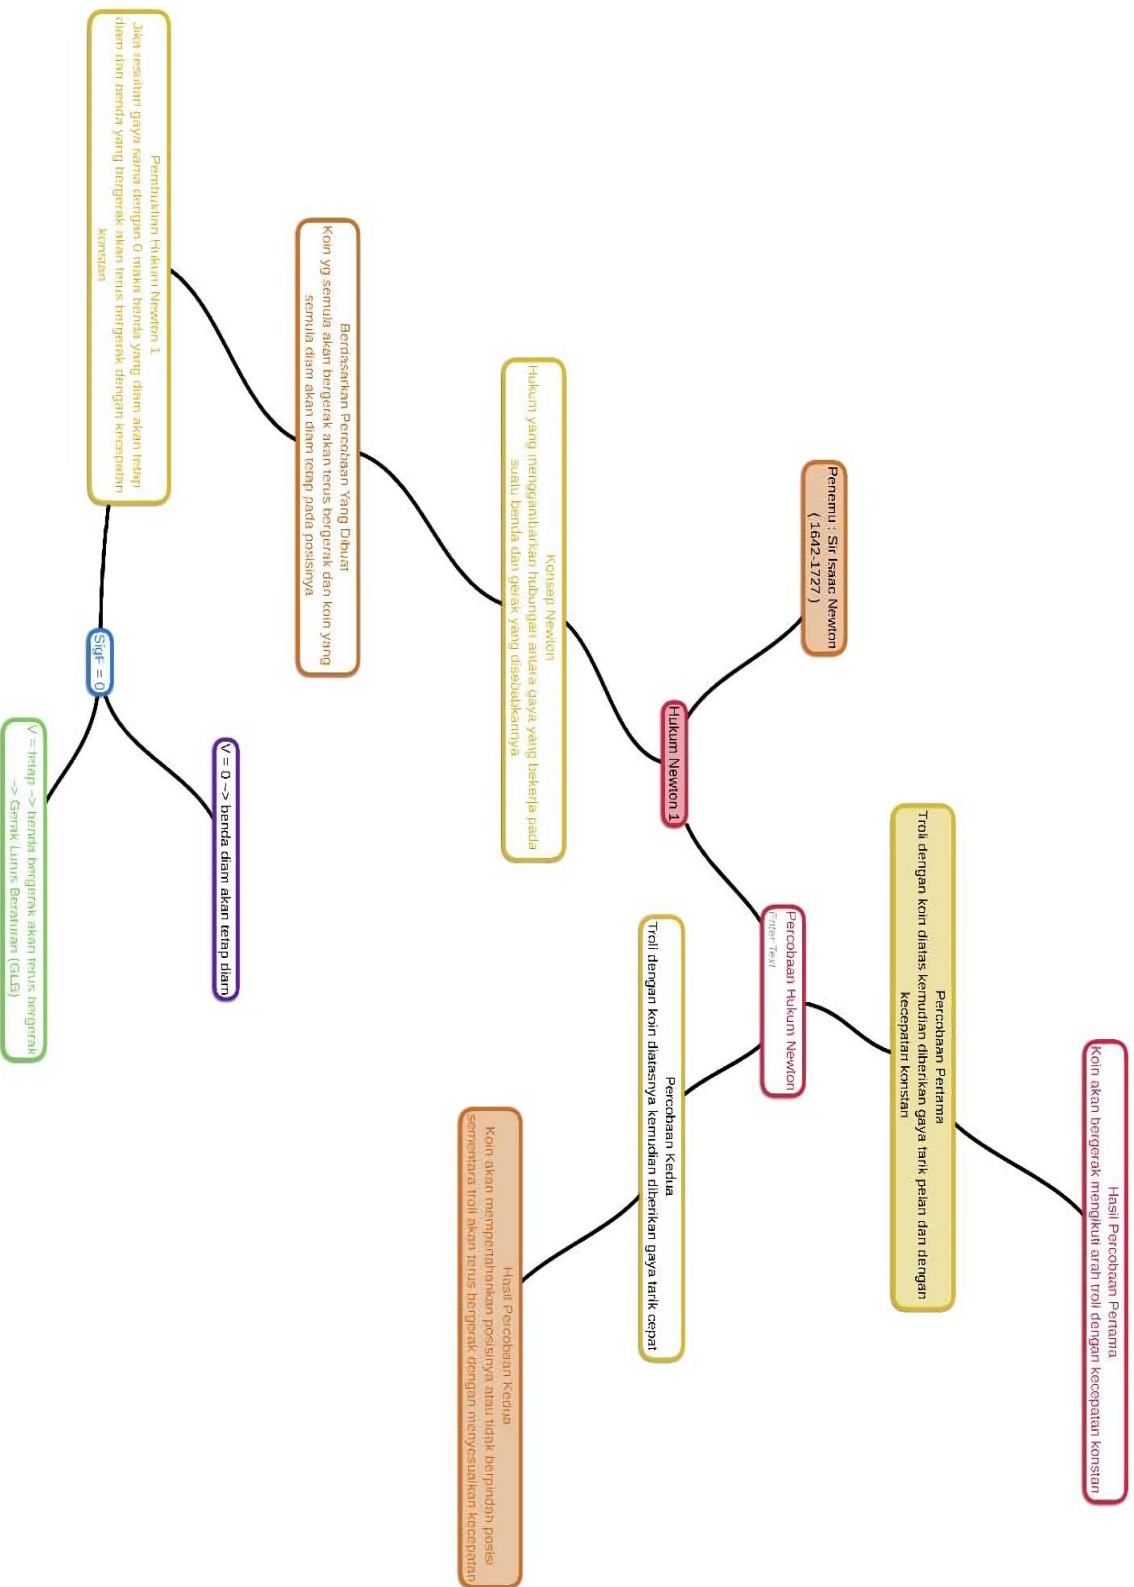 Hukum Newton 1
Penemu : Sir Isaac Newton
( 1642-1727 )
Konsep Newton
Hukum yang menggambarkan hubungan antara gaya yang bekerja pada
suatu benda dan gerak yang disebabkannya
Berdasarkan Percobaan Yang Dibuat
Koin yg semula akan bergerak akan terus bergerak dan koin yang
semula diam akan diam tetap pada posisinya
Pembuktian Hukum Newton 1
Jika resultan gaya sama dengan 0 maka benda yang diam akan tetap
diam dan nenda yang bergerak akan terus bergerak dengan kecepatan
konstan
SigF = 0
V = 0 -> benda diam akan tetap diam
V = tetap -> benda bergerak akan terus bergerak
-> Gerak Lurus Beraturan (GLB)
Percobaan Hukum Newton
Enter Text
Percobaan Pertama
Troli dengan koin diatas kemudian diberikan gaya tarik pelan dan dengan
kecepatan konstan
Hasil Percobaan Pertama
Koin akan bergerak mengikuti arah troli dengan kecepatan konstan
Percobaan Kedua
Troli dengan koin diatasnya kemudian diberikan gaya tarik cepat
Hasil Percobaan Kedua
Koin akan mempertahankan posisinya atau tidak berpindah posisi
sementara troli akan terus bergerak dengan menyesuaikan kecepatan